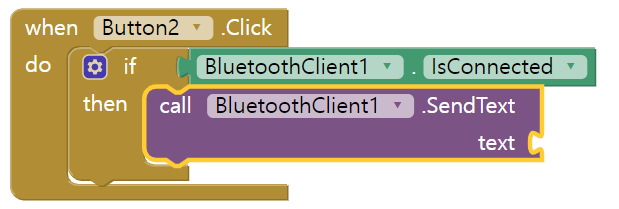 when Button2 .Click
do if BluetoothClient1 . IsConnected
then call BluetoothClient1 .SendText
text